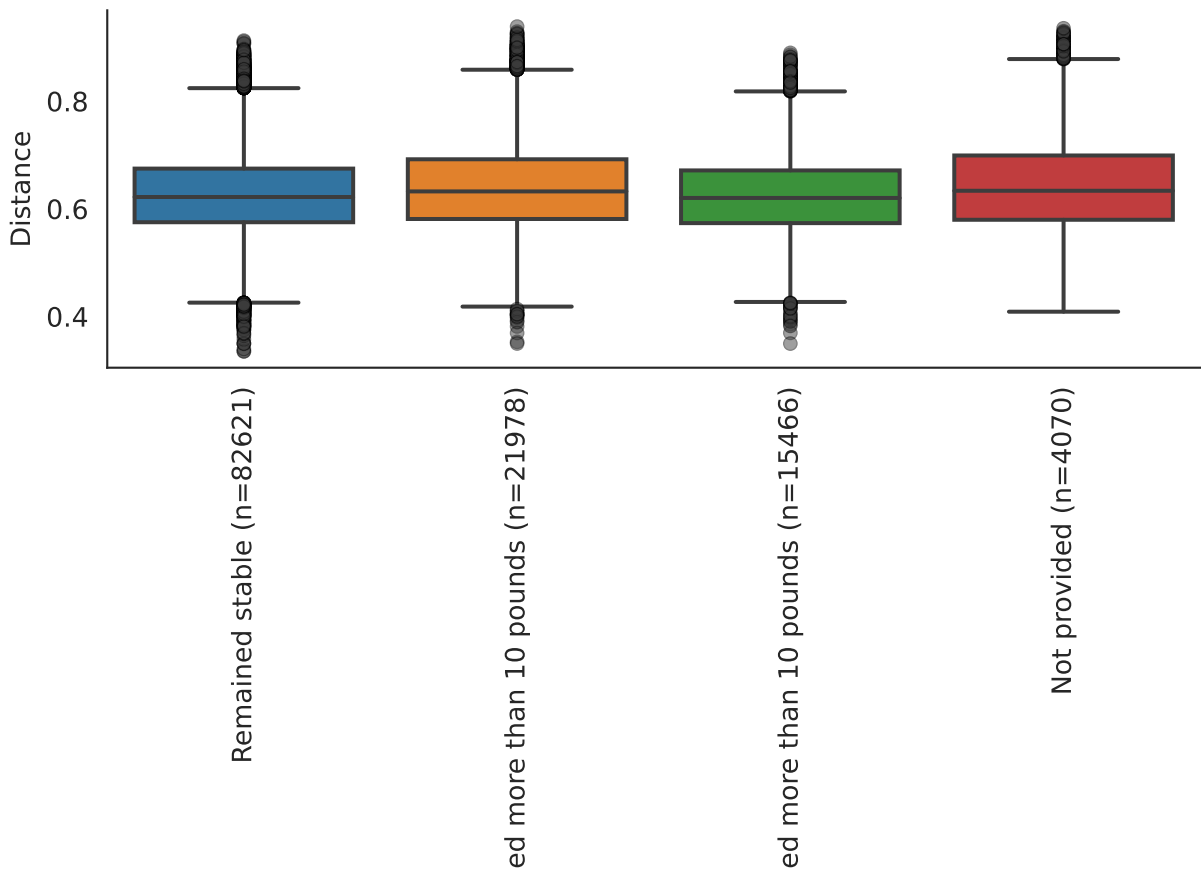 Distance
0.8
0.6
0.4
Remained stable (n=82621)
ed more than 10 pounds (n=21978)
ed more than 10 pounds (n=15466)
Not provided (n=4070)